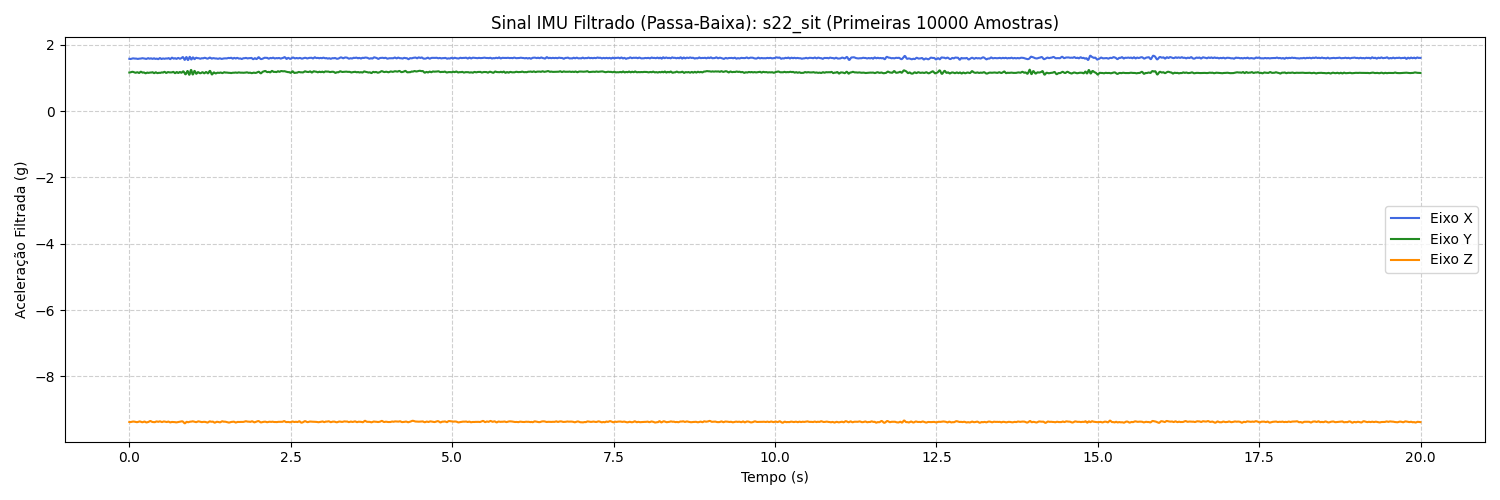 Sinal IMU Filtrado (Passa-Baixa): s22_sit (Primeiras 10000 Amostras)
Aceleração Filtrada (g)
2
0
−2
−4
−6
−8
Eixo X
Eixo Y
Eixo Z
0.0 2.5 5.0 7.5 10.0 12.5 15.0 17.5 20.0
Tempo (s)